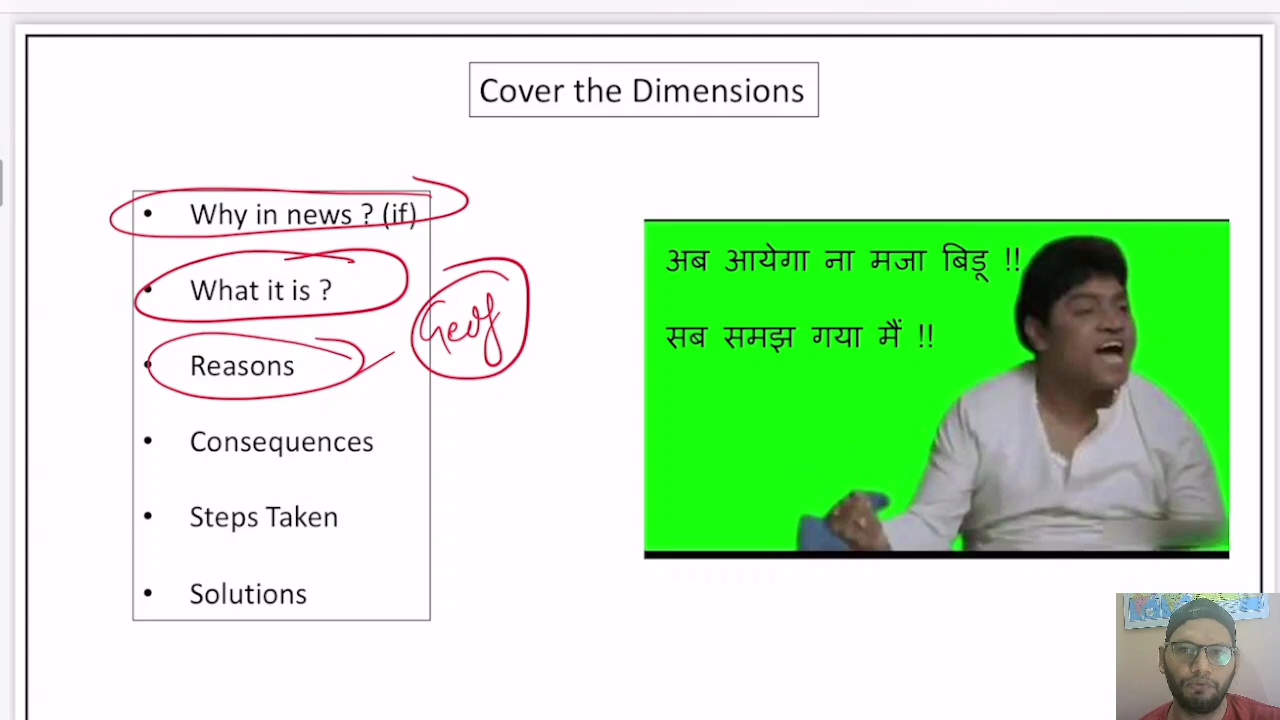 Cover the Dimensions
• Why in news ? (if)
• What it is ?
• Reasons
Geog
• Consequences
• Steps Taken
• Solutions
अब आयेगा ना मजा बिडू !!
सब समझ गया मैं !!